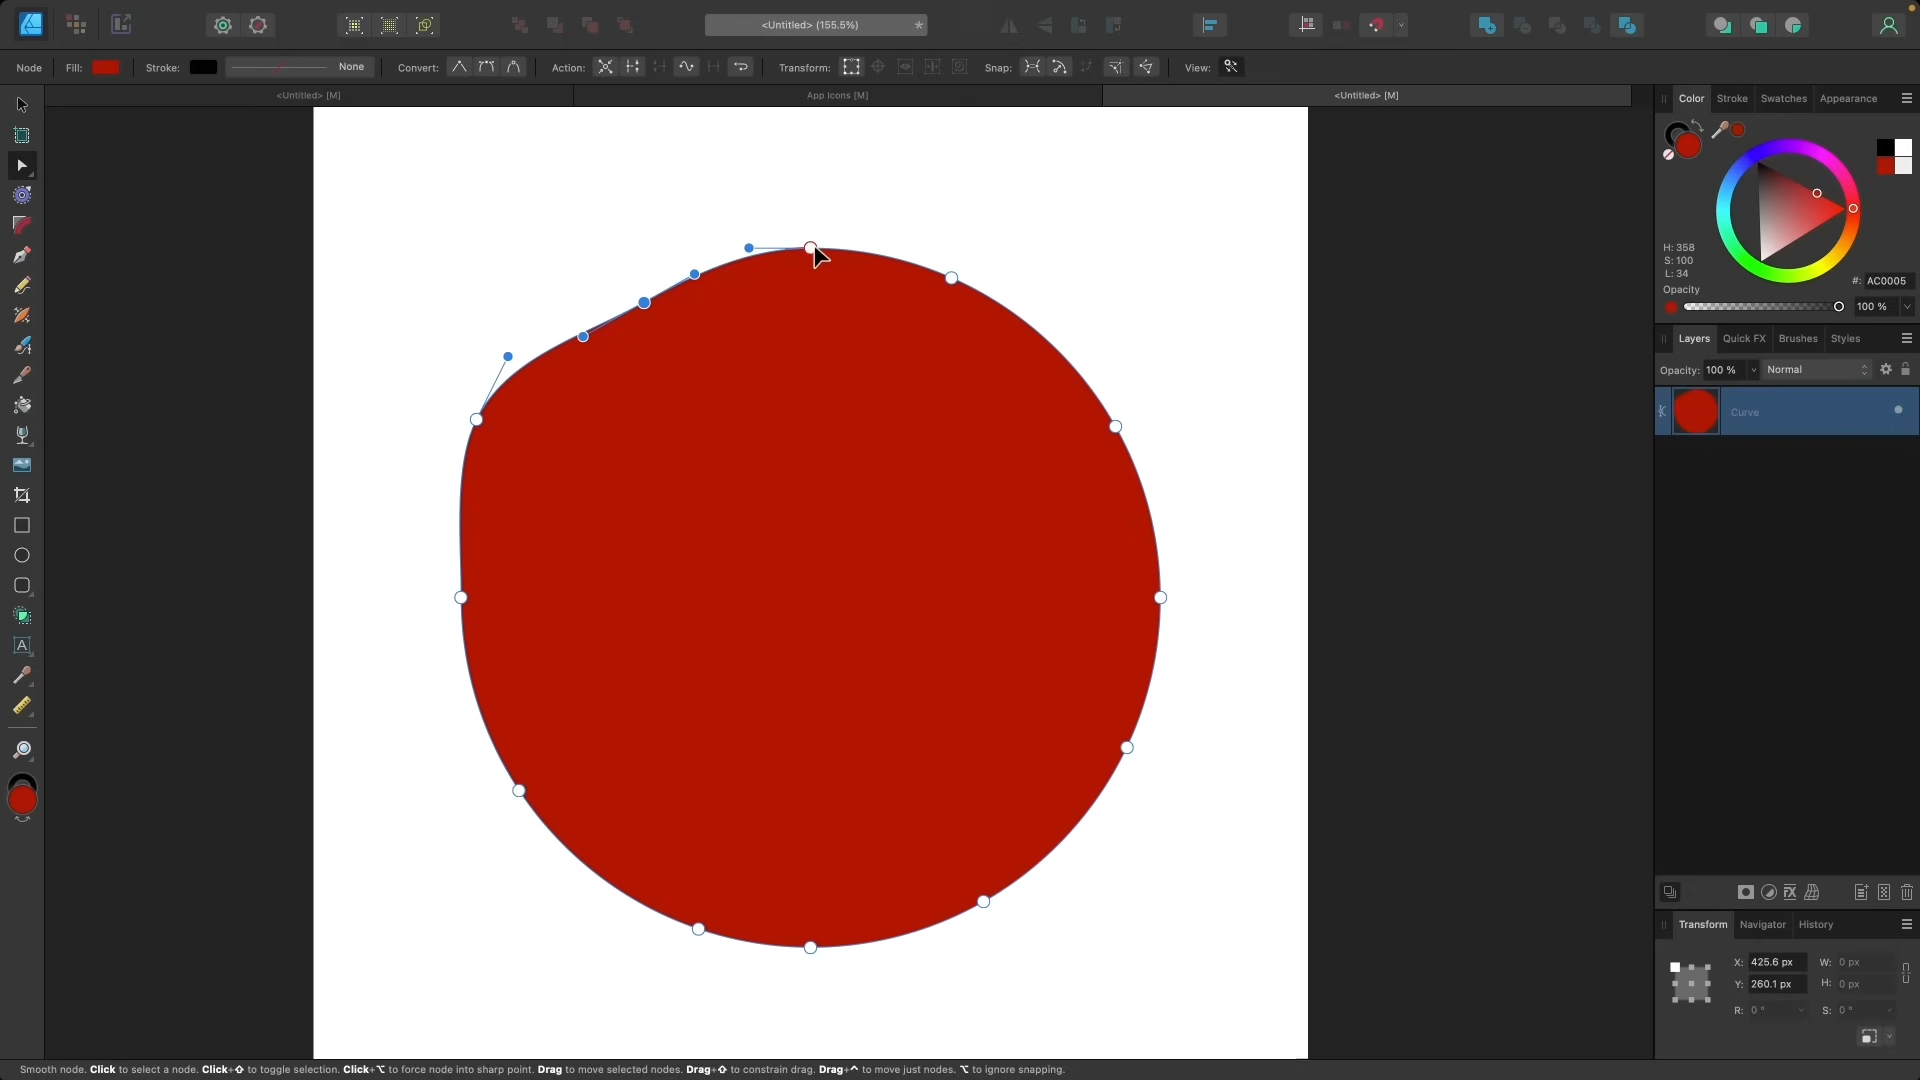 <Untitled> (155.5%)
*
Node
Fill:
Stroke:
None
Convert:
Action:
Transform:
Snap:
View:
<Untitled> [M]
App Icons [M]
<Untitled> [M]
Color
Stroke
Swatches
Appearance
H: 358
S: 100
L: 34
#: AC0005
Opacity
100 %
Layers
Quick FX
Brushes
Styles
Opacity: 100 %
Normal
Curve
Transform
Navigator
History
X: 425.6 px
W: 0 px
Y: 260.1 px
H: 0 px
R: 0 °
S: 0 °
Smooth node. Click to select a node. Click+⇧ to toggle selection. Click+⌥ to force node into sharp point. Drag to move selected nodes. Drag+⇧ to constrain drag. Drag+^ to move just nodes. ⌥ to ignore snapping.